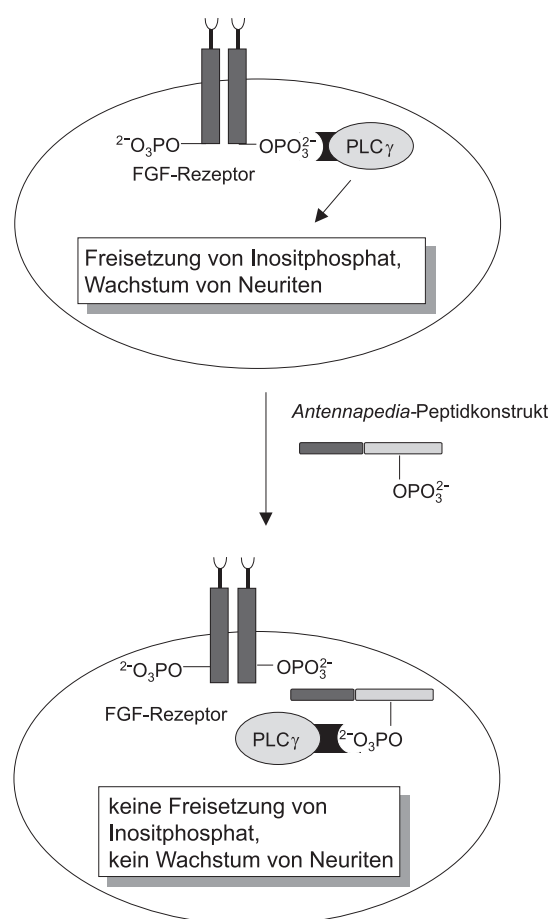 ²⁻O₃PO
OPO₃²⁻
PLCγ
FGF-Rezeptor
Freisetzung von Inositphosphat,
Wachstum von Neuriten
Antennapedia-Peptidkonstrukt
OPO₃²⁻
²⁻O₃PO
OPO₃²⁻
FGF-Rezeptor
PLCγ
²⁻O₃PO
keine Freisetzung von
Inositphosphat,
kein Wachstum von Neuriten